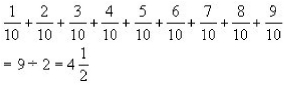 1/10 + 2/10 + 3/10 + 4/10 + 5/10 + 6/10 + 7/10 + 8/10 + 9/10
= 9 ÷ 2 = 4 1/2